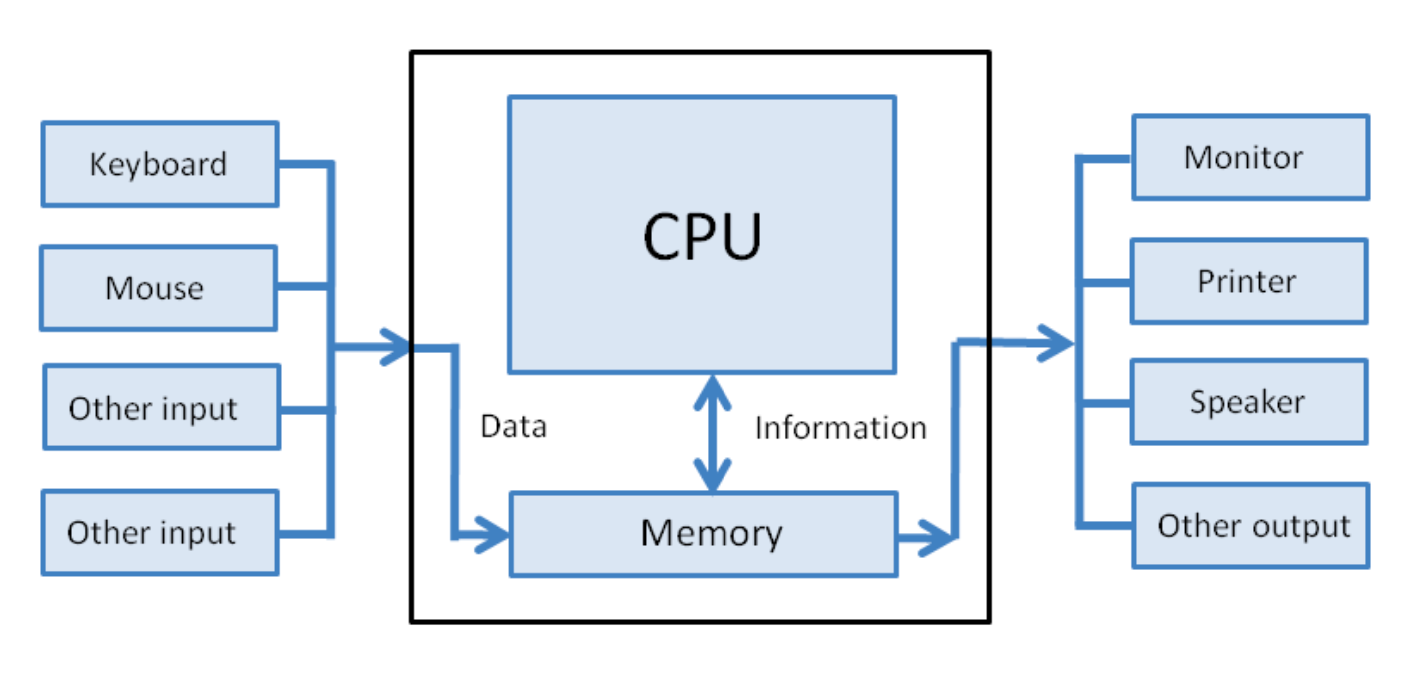 Keyboard
Mouse
Other input
Other input
CPU
Data
Information
Memory
Monitor
Printer
Speaker
Other output